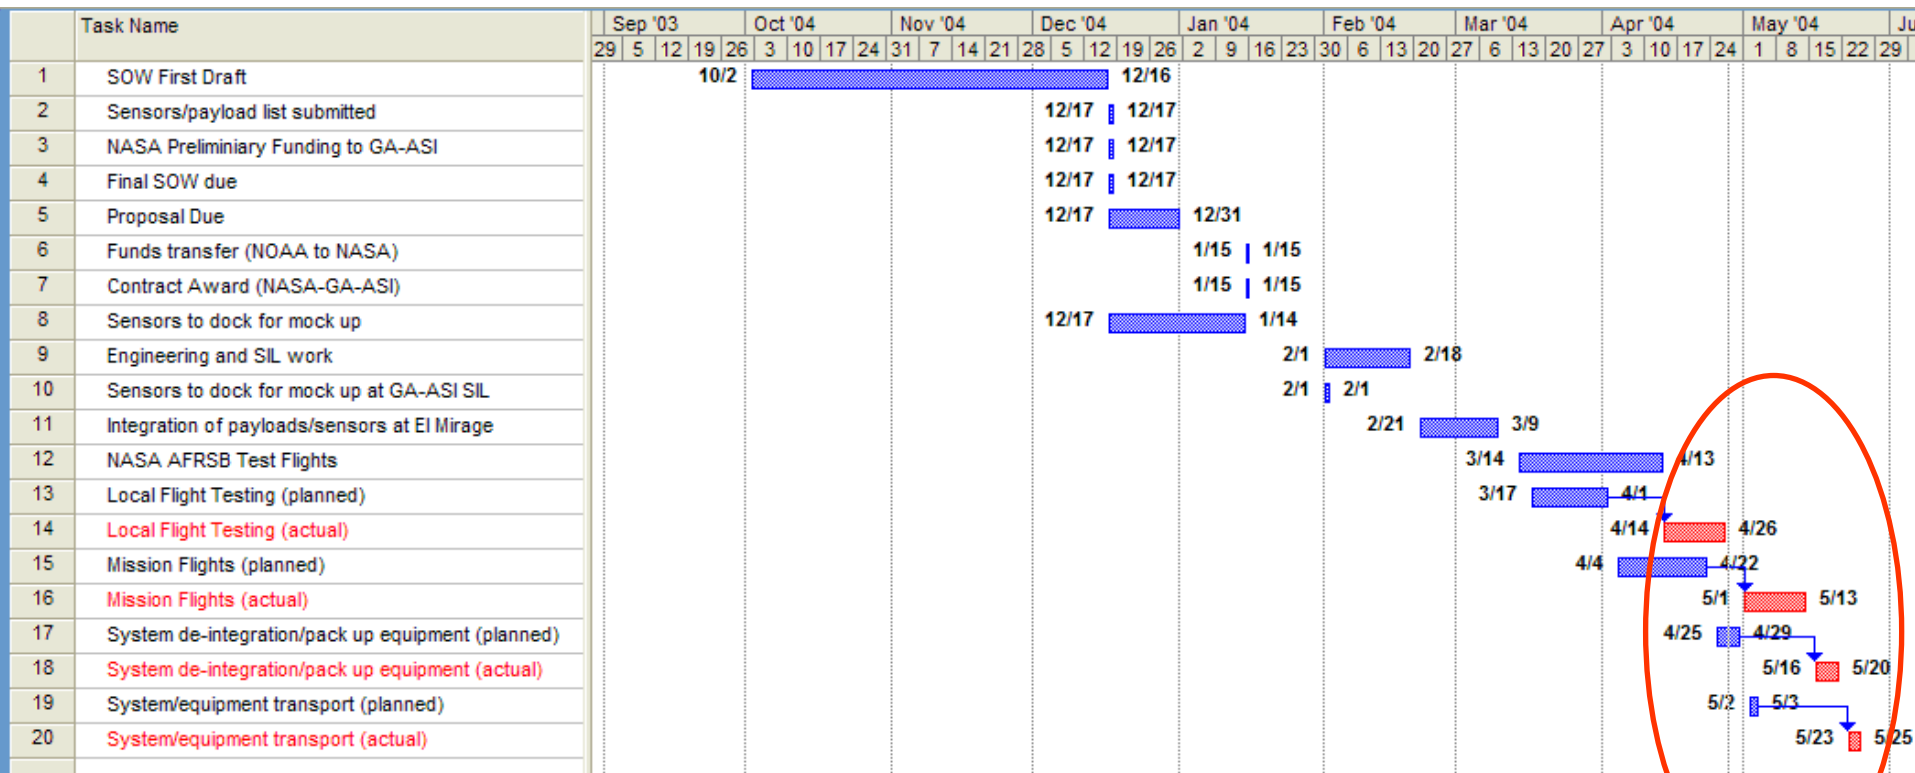 Task Name Sep '03 Oct '04 Nov '04 Dec '04 Jan '04 Feb '04 Mar '04 Apr '04 May '04 Ju
29 5 12 19 26 3 10 17 24 31 7 14 21 28 5 12 19 26 2 9 16 23 30 6 13 20 27 6 13 20 27 3 10 17 24 1 8 15 22 29
1 SOW First Draft 10/2 12/16
2 Sensors/payload list submitted 12/17 12/17
3 NASA Preliminiary Funding to GA-ASI 12/17 12/17
4 Final SOW due 12/17 12/17
5 Proposal Due 12/17 12/31
6 Funds transfer (NOAA to NASA) 1/15 1/15
7 Contract Award (NASA-GA-ASI) 1/15 1/15
8 Sensors to dock for mock up 12/17 1/14
9 Engineering and SIL work 2/1 2/18
10 Sensors to dock for mock up at GA-ASI SIL 2/1 2/1
11 Integration of payloads/sensors at El Mirage 2/21 3/9
12 NASA AFRSB Test Flights 3/14 4/13
13 Local Flight Testing (planned) 3/17 4/1
14 Local Flight Testing (actual) 4/14 4/26
15 Mission Flights (planned) 4/4 4/22
16 Mission Flights (actual) 5/1 5/13
17 System de-integration/pack up equipment (planned) 4/25 4/29
18 System de-integration/pack up equipment (actual) 5/16 5/20
19 System/equipment transport (planned) 5/2 5/3
20 System/equipment transport (actual) 5/23 5/25